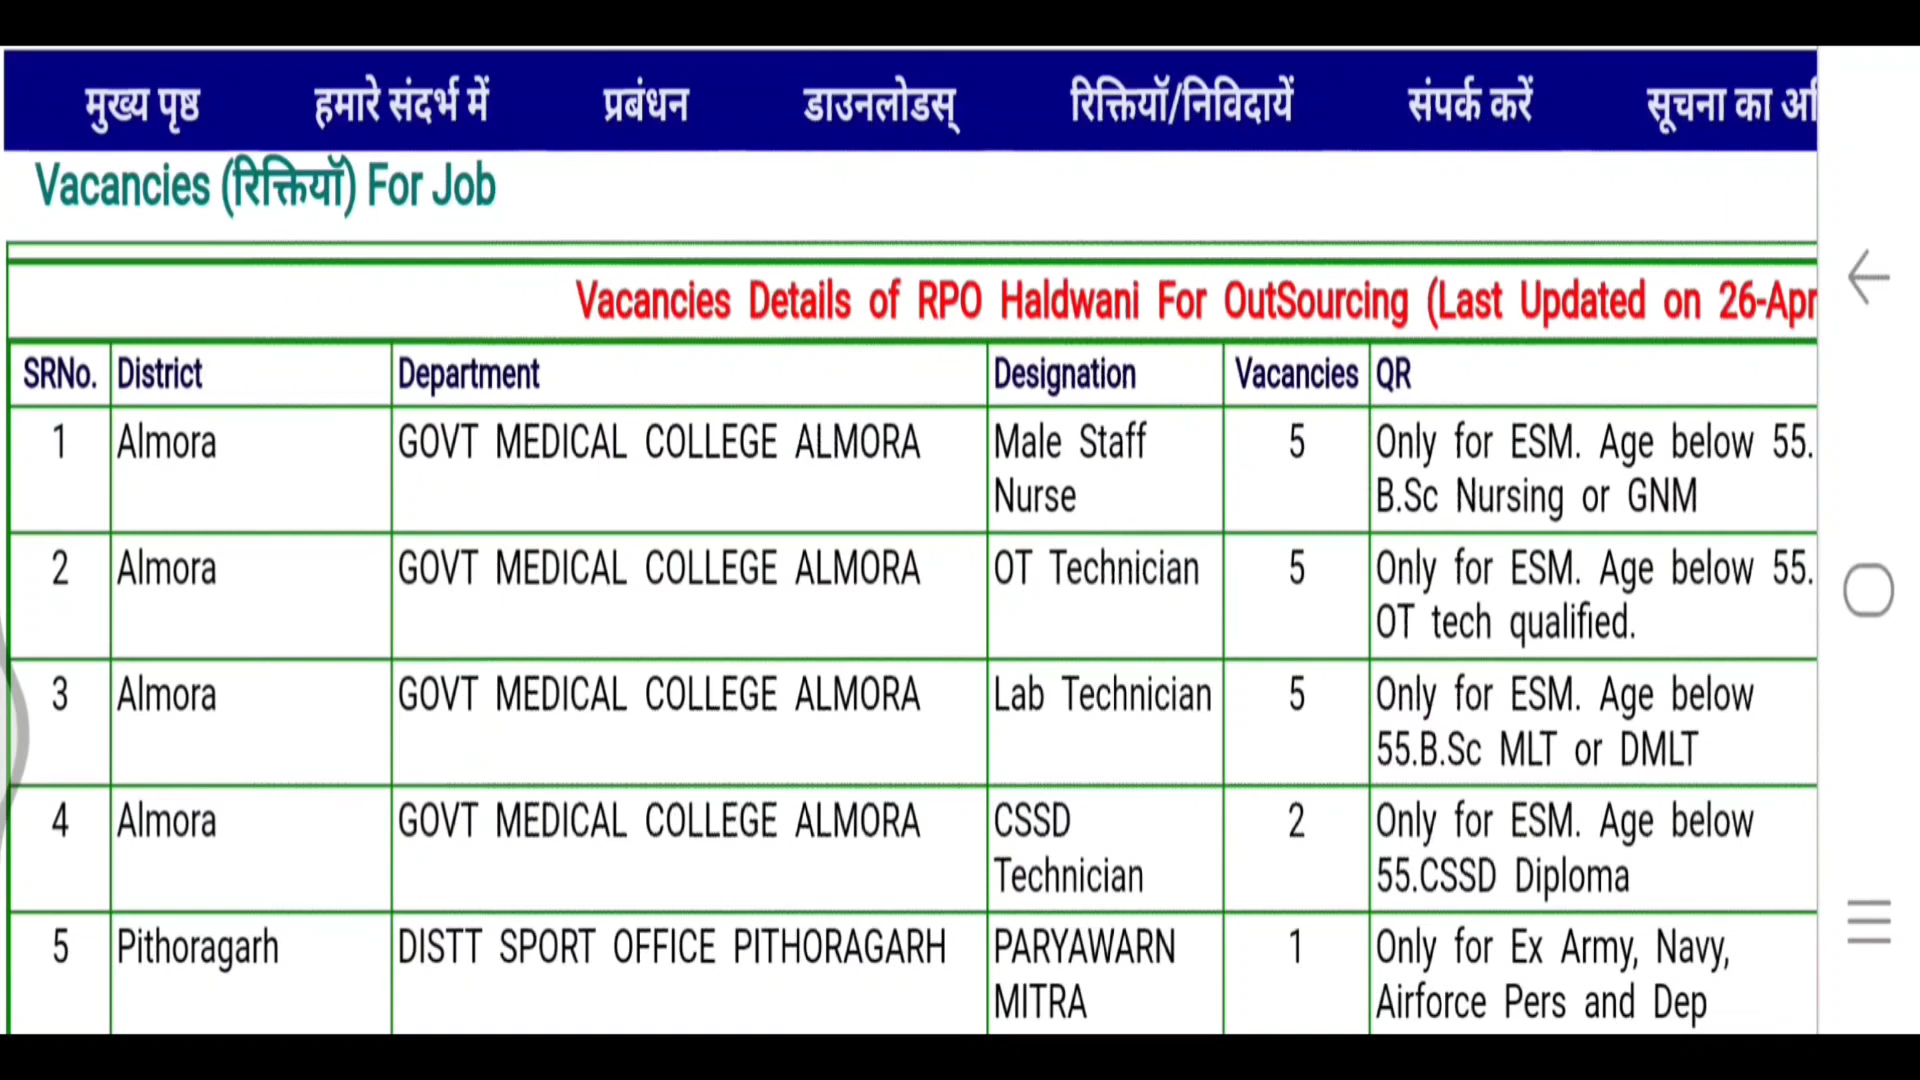 मुख्य पृष्ठ हमारे संदर्भ में प्रबंधन डाउनलोडस् रिक्तियॉ/निविदायें संपर्क करें सूचना का
Vacancies (रिक्तियॉ) For Job
Vacancies Details of RPO Haldwani For OutSourcing (Last Updated on 26-Apr
SRNo. District Department Designation Vacancies QR
1 Almora GOVT MEDICAL COLLEGE ALMORA Male Staff 5 Only for ESM. Age below 55.
Nurse B.Sc Nursing or GNM
2 Almora GOVT MEDICAL COLLEGE ALMORA OT Technician 5 Only for ESM. Age below 55.
OT tech qualified.
3 Almora GOVT MEDICAL COLLEGE ALMORA Lab Technician 5 Only for ESM. Age below
55.B.Sc MLT or DMLT
4 Almora GOVT MEDICAL COLLEGE ALMORA CSSD 2 Only for ESM. Age below
Technician 55.CSSD Diploma
5 Pithoragarh DISTT SPORT OFFICE PITHORAGARH PARYAWARN 1 Only for Ex Army, Navy,
MITRA Airforce Pers and Dep